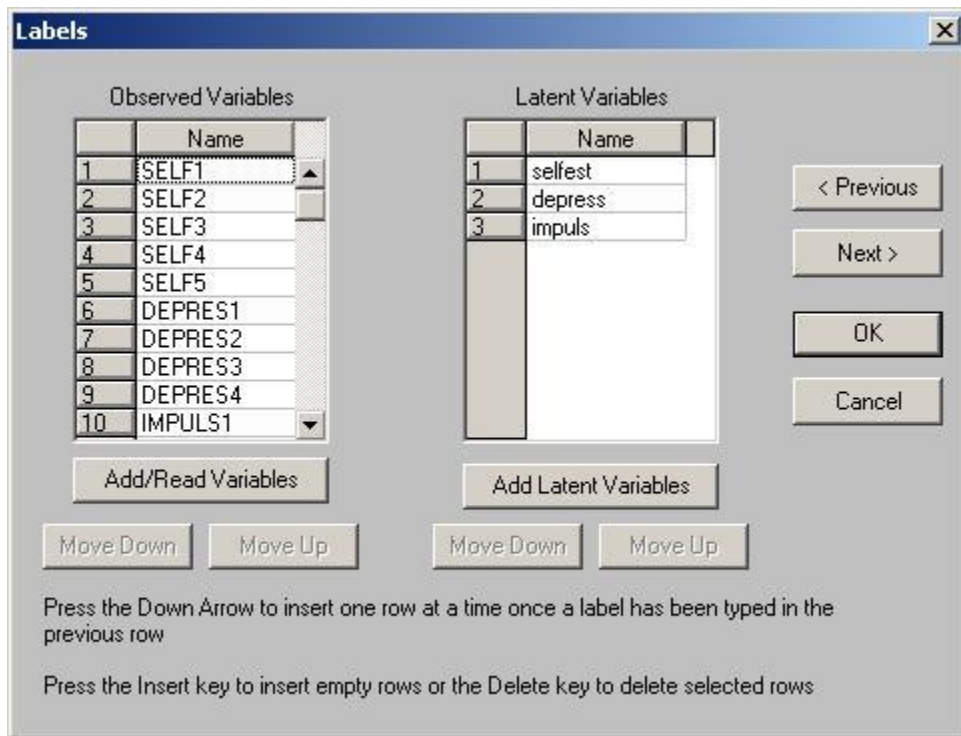 Labels
Observed Variables
Name
1 SELF1
2 SELF2
3 SELF3
4 SELF4
5 SELF5
6 DEPRES1
7 DEPRES2
8 DEPRES3
9 DEPRES4
10 IMPULS1
Add/Read Variables
Move Down Move Up
Latent Variables
Name
1 selfest
2 depress
3 impuls
Add Latent Variables
Move Down Move Up
< Previous
Next >
OK
Cancel
Press the Down Arrow to insert one row at a time once a label has been typed in the
previous row
Press the Insert key to insert empty rows or the Delete key to delete selected rows